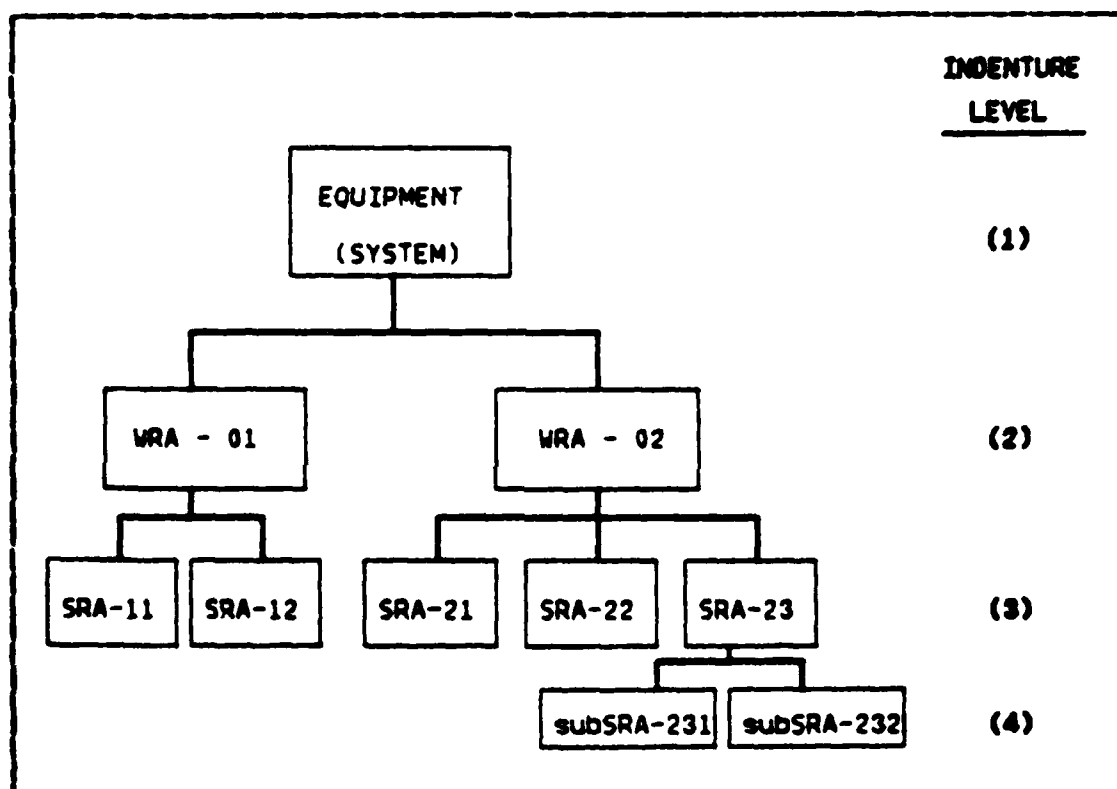 INDENTURE
LEVEL
EQUIPMENT
(SYSTEM)
(1)
WRA - 01
WRA - 02
(2)
SRA-11
SRA-12
SRA-21
SRA-22
SRA-23
(3)
subSRA-231
subSRA-232
(4)